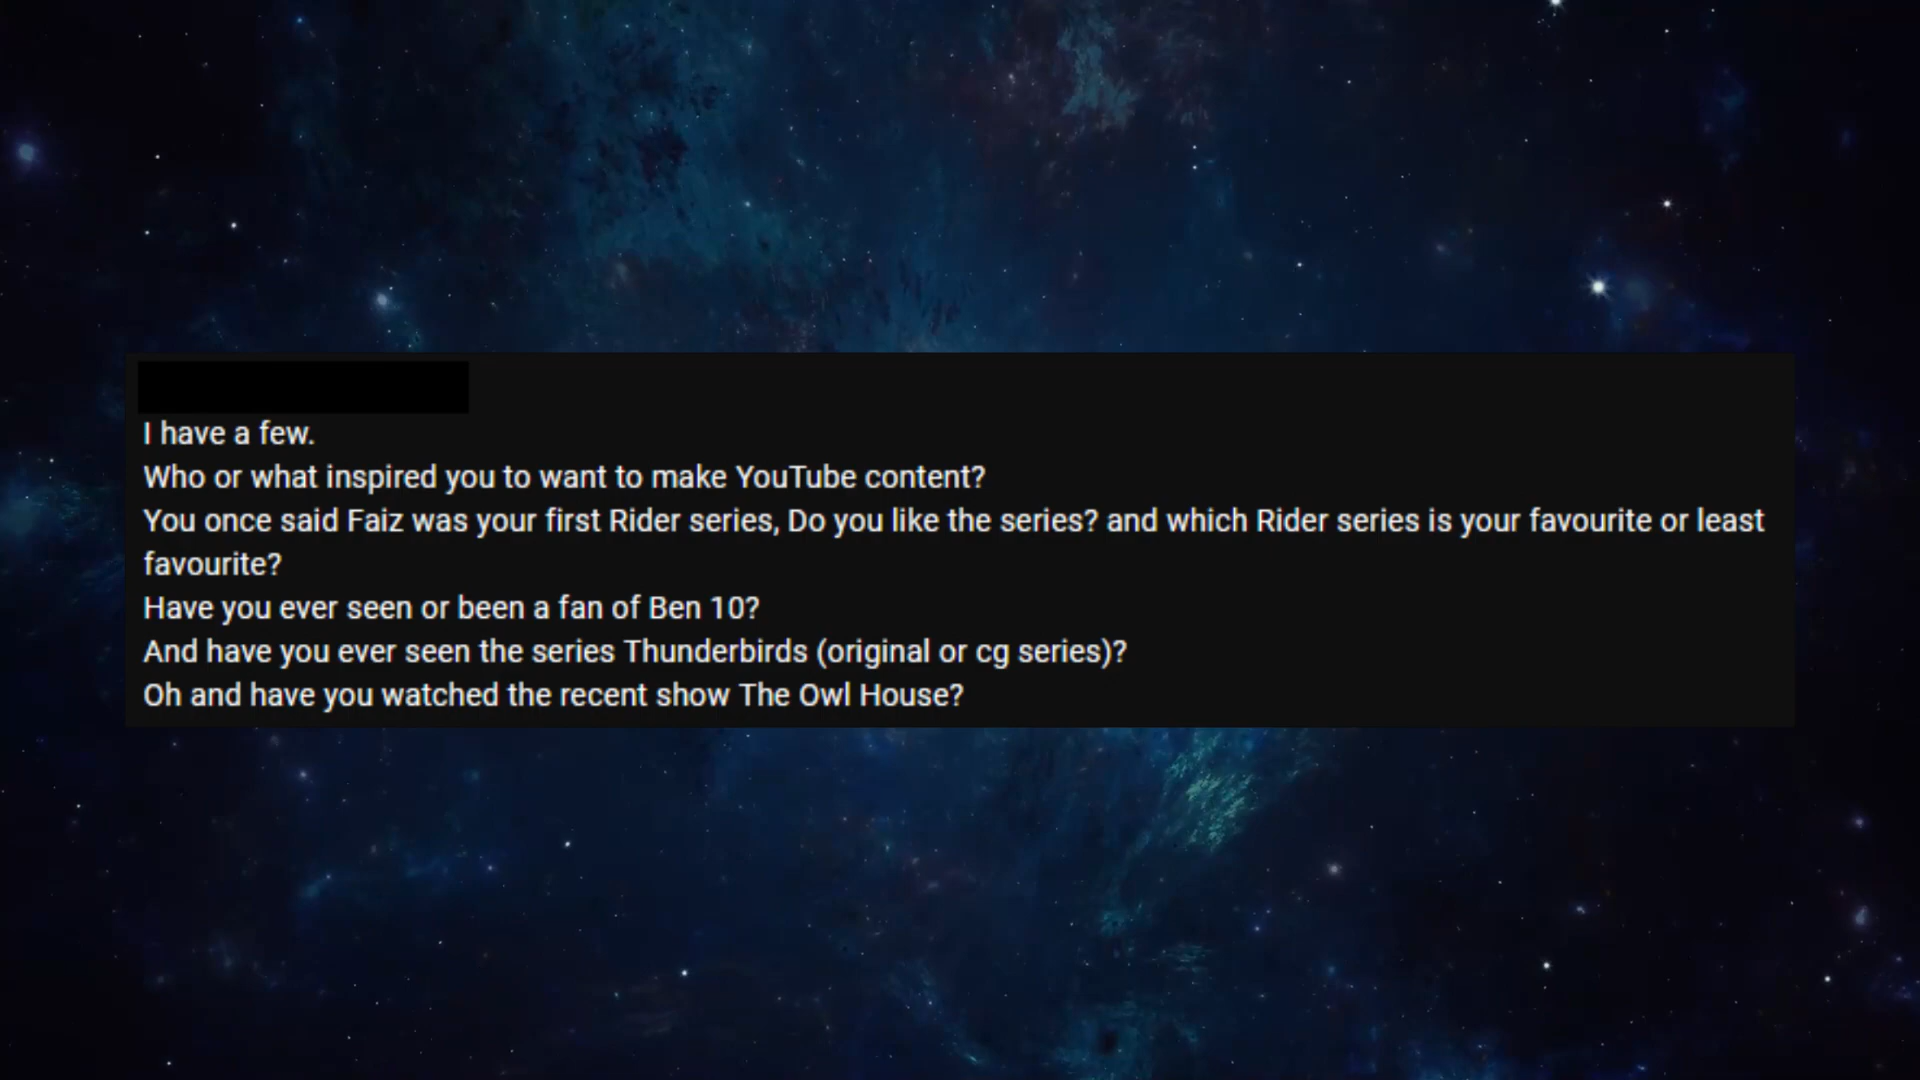 I have a few.
Who or what inspired you to want to make YouTube content?
You once said Faiz was your first Rider series, Do you like the series? and which Rider series is your favourite or least
favourite?
Have you ever seen or been a fan of Ben 10?
And have you ever seen the series Thunderbirds (original or cg series)?
Oh and have you watched the recent show The Owl House?